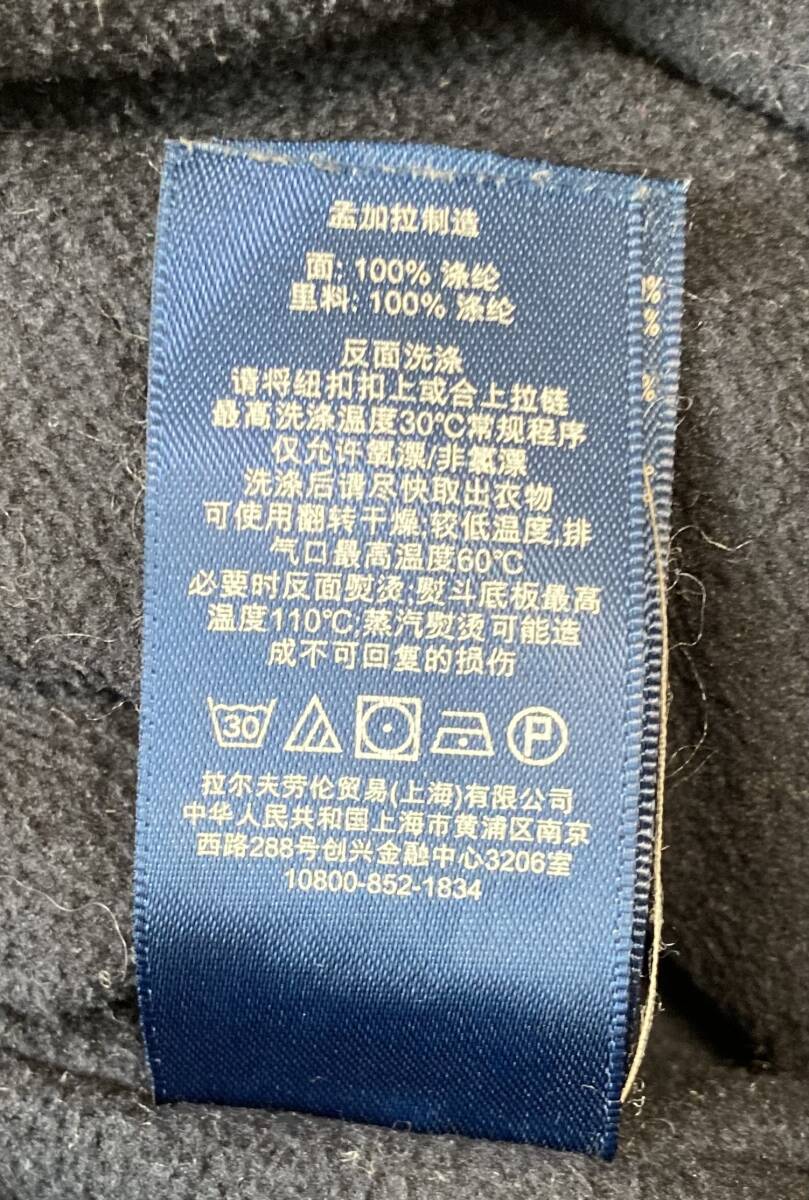 孟加拉制造
面: 100% 涤纶
里料: 100% 涤纶
反面洗涤
请将纽扣扣上或合上拉链
最高洗涤温度30℃常规程序
仅允许氧漂/非氯漂
洗涤后请尽快取出衣物
可使用翻转干燥;较低温度,排
气口最高温度60℃
必要时反面熨烫;熨斗底板最高
温度110℃;蒸汽熨烫可能造
成不可回复的损伤
30
P
拉尔夫劳伦贸易(上海)有限公司
中华人民共和国上海市黄浦区南京
西路288号创兴金融中心3206室
10800-852-1834
%
%
%